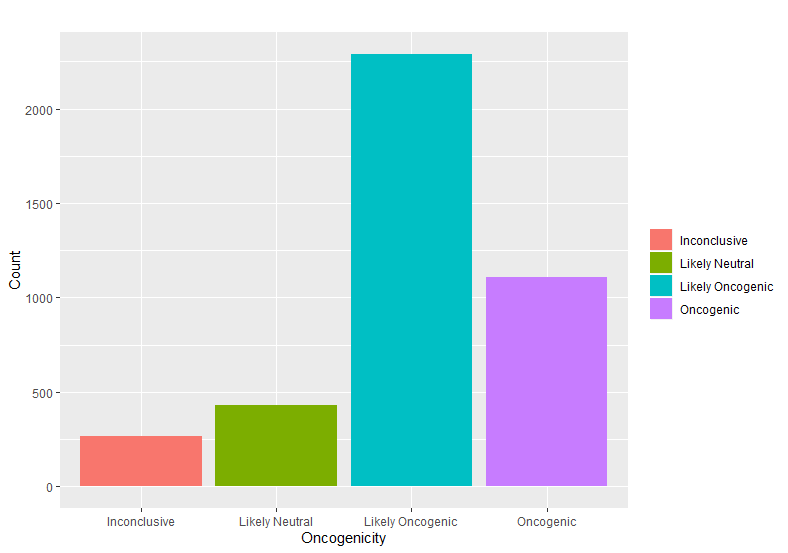 2000
1500
1000
500
0
Count
Inconclusive
Likely Neutral
Likely Oncogenic
Oncogenic
Oncogenicity
Inconclusive
Likely Neutral
Likely Oncogenic
Oncogenic